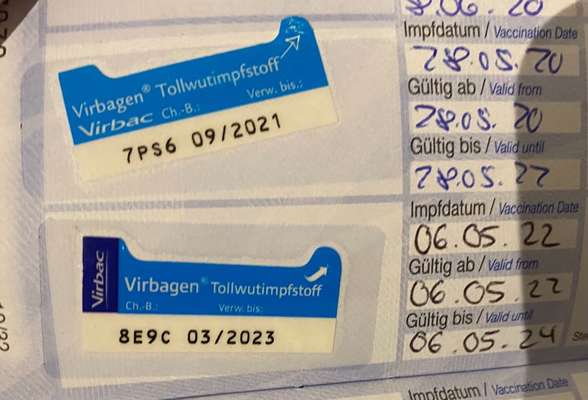 8.06.20
Impfdatum / Vaccination Date
28.05.20
Gültig ab / Valid from
28.05.20
Gültig bis / Valid until
28.05.22
Virbagen® Tollwutimpfstoff
Virbac Ch.-B.: Verw. bis.:
7PS6 09/2021
Impfdatum / Vaccination Date
06.05.22
Gültig ab / Valid from
06.05.22
Gültig bis / Valid until
06.05.24
Virbac
Virbagen® Tollwutimpfstoff
Ch.-B.: Verw. bis:
8E9C 03/2023
Impfdatum / Vaccination Date